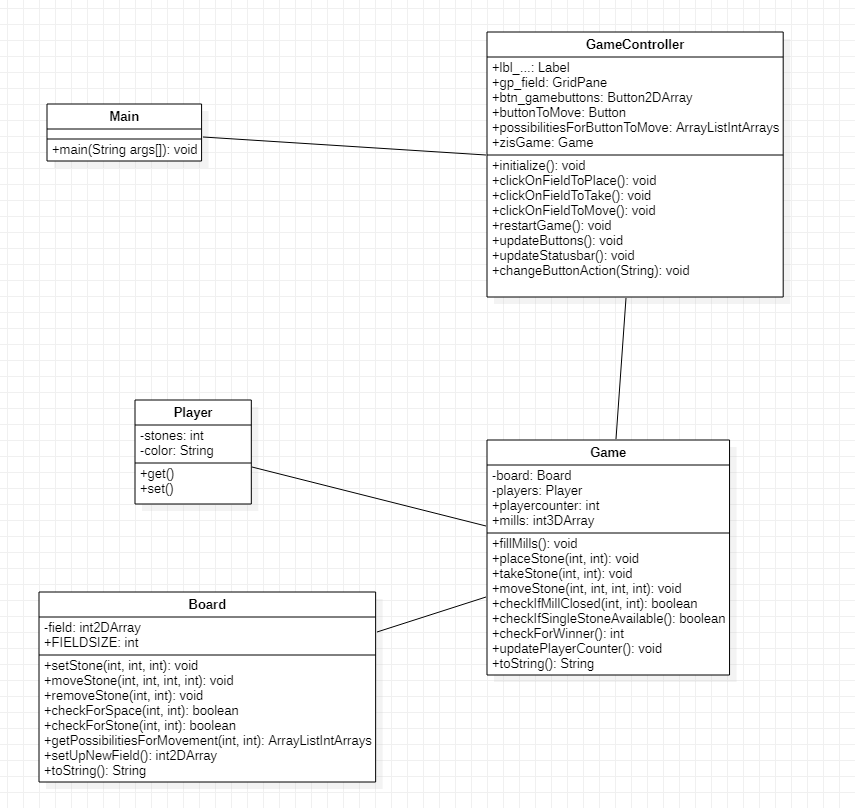 GameController
+lbl_...: Label
+gp_field: GridPane
+btn_gamebuttons: Button2DArray
+buttonToMove: Button
+possibilitiesForButtonToMove: ArrayListIntArrays
+zisGame: Game
+initialize(): void
+clickOnFieldToPlace(): void
+clickOnFieldToTake(): void
+clickOnFieldToMove(): void
+restartGame(): void
+updateButtons(): void
+updateStatusbar(): void
+changeButtonAction(String): void
Main
+main(String args[]): void
Player
-stones: int
-color: String
+get()
+set()
Game
-board: Board
-players: Player
+playercounter: int
+mills: int3DArray
+fillMills(): void
+placeStone(int, int): void
+takeStone(int, int): void
+moveStone(int, int, int, int): void
+checkIfMillClosed(int, int): boolean
+checkIfSingleStoneAvailable(): boolean
+checkForWinner(): int
+updatePlayerCounter(): void
+toString(): String
Board
-field: int2DArray
+FIELDSIZE: int
+setStone(int, int, int): void
+moveStone(int, int, int, int): void
+removeStone(int, int): void
+checkForSpace(int, int): boolean
+checkForStone(int, int): boolean
+getPossibilitiesForMovement(int, int): ArrayListIntArrays
+setUpNewField(): int2DArray
+toString(): String